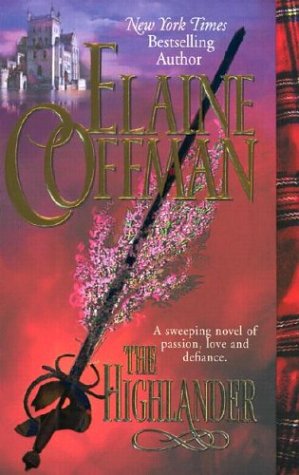 New York Times
Bestselling
Author
ELAINE
COFFMAN
A sweeping novel of
passion, love and
defiance.
THE
HIGHLANDER